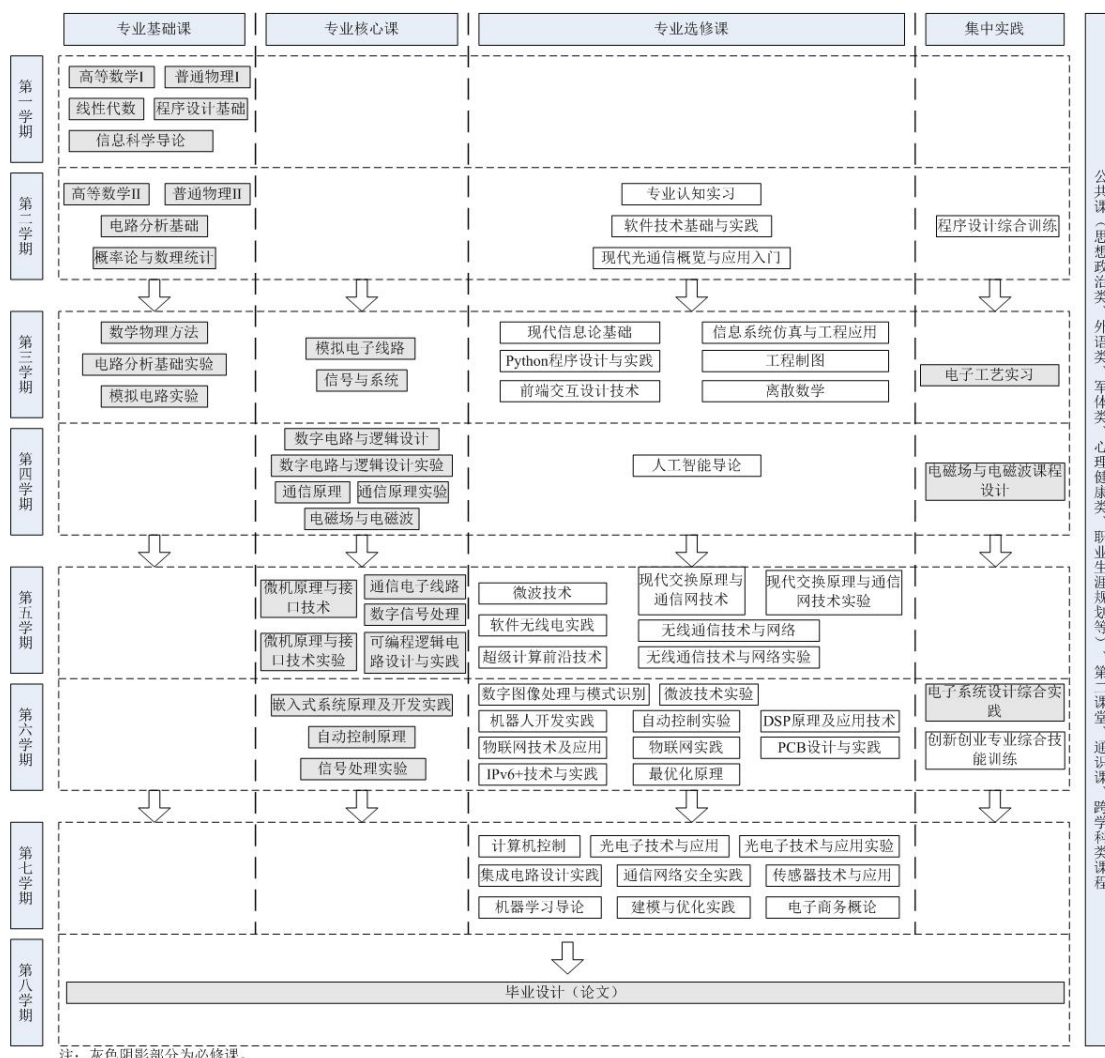 专业基础课
专业核心课
专业选修课
集中实践
第一学期
高等数学I
普通物理I
线性代数
程序设计基础
信息科学导论
第二学期
高等数学II
普通物理II
电路分析基础
概率论与数理统计
专业认知实习
软件技术基础与实践
现代光通信概览与应用入门
程序设计综合训练
第三学期
数学物理方法
电路分析基础实验
模拟电路实验
模拟电子线路
信号与系统
现代信息论基础
信息系统仿真与工程应用
Python程序设计与实践
工程制图
前端交互设计技术
离散数学
电子工艺实习
第四学期
数字电路与逻辑设计
数字电路与逻辑设计实验
通信原理
通信原理实验
电磁场与电磁波
人工智能导论
电磁场与电磁波课程
设计
第五学期
微机原理与接
口技术
通信电子线路
数字信号处理
微机原理与接
口技术实验
可编程逻辑电
路设计与实践
微波技术
现代交换原理与
通信网技术
现代交换原理与通信
网技术实验
软件无线电实践
无线通信技术与网络
超级计算前沿技术
无线通信技术与网络实验
第六学期
嵌入式系统原理及开发实践
自动控制原理
信号处理实验
数字图像处理与模式识别
微波技术实验
机器人开发实践
自动控制实验
DSP原理及应用技术
物联网技术及应用
物联网实践
PCB设计与实践
IPv6+技术与实践
最优化原理
电子系统设计综合实
践
创新创业专业综合技
能训练
第七学期
计算机控制
光电子技术与应用
光电子技术与应用实验
集成电路设计实践
通信网络安全实践
传感器技术与应用
机器学习导论
建模与优化实践
电子商务概论
第八学期
毕业设计（论文）
公共课（思想政治类、外语类、军体类、心理健康类、职业生涯规划等）、第二课堂、通识课、跨学科类课程
注：灰色阴影部分为必修课。